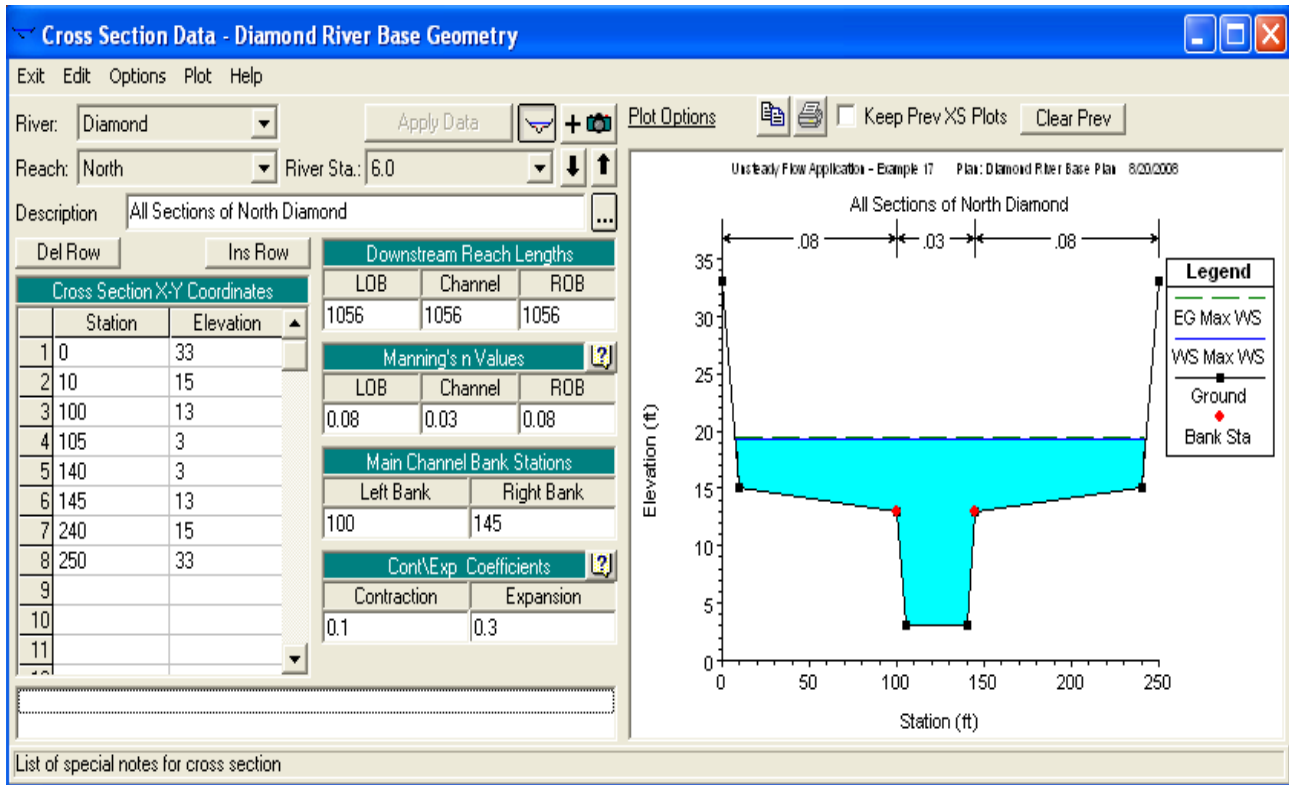 Cross Section Data - Diamond River Base Geometry
Exit Edit Options Plot Help
River: Diamond
Apply Data
+
Plot Options
Keep Prev XS Plots
Clear Prev
Reach: North
River Sta.: 6.0
Description
All Sections of North Diamond
...
Del Row
Ins Row
Cross Section X-Y Coordinates
Station Elevation
1 0 33
2 10 15
3 100 13
4 105 3
5 140 3
6 145 13
7 240 15
8 250 33
9
10
11
Downstream Reach Lengths
LOB Channel ROB
1056 1056 1056
Manning's n Values
?
LOB Channel ROB
0.08 0.03 0.08
Main Channel Bank Stations
Left Bank Right Bank
100 145
Cont\Exp Coefficients
?
Contraction Expansion
0.1 0.3
Unsteady Flow Application - Example 17 Plan: Diamond River Base Plan 8/20/2008
All Sections of North Diamond
.08 .03 .08
35
30
25
20
15
10
5
0
Elevation (ft)
0 50 100 150 200 250
Station (ft)
Legend
EG Max WS
WS Max WS
Ground
Bank Sta
List of special notes for cross section